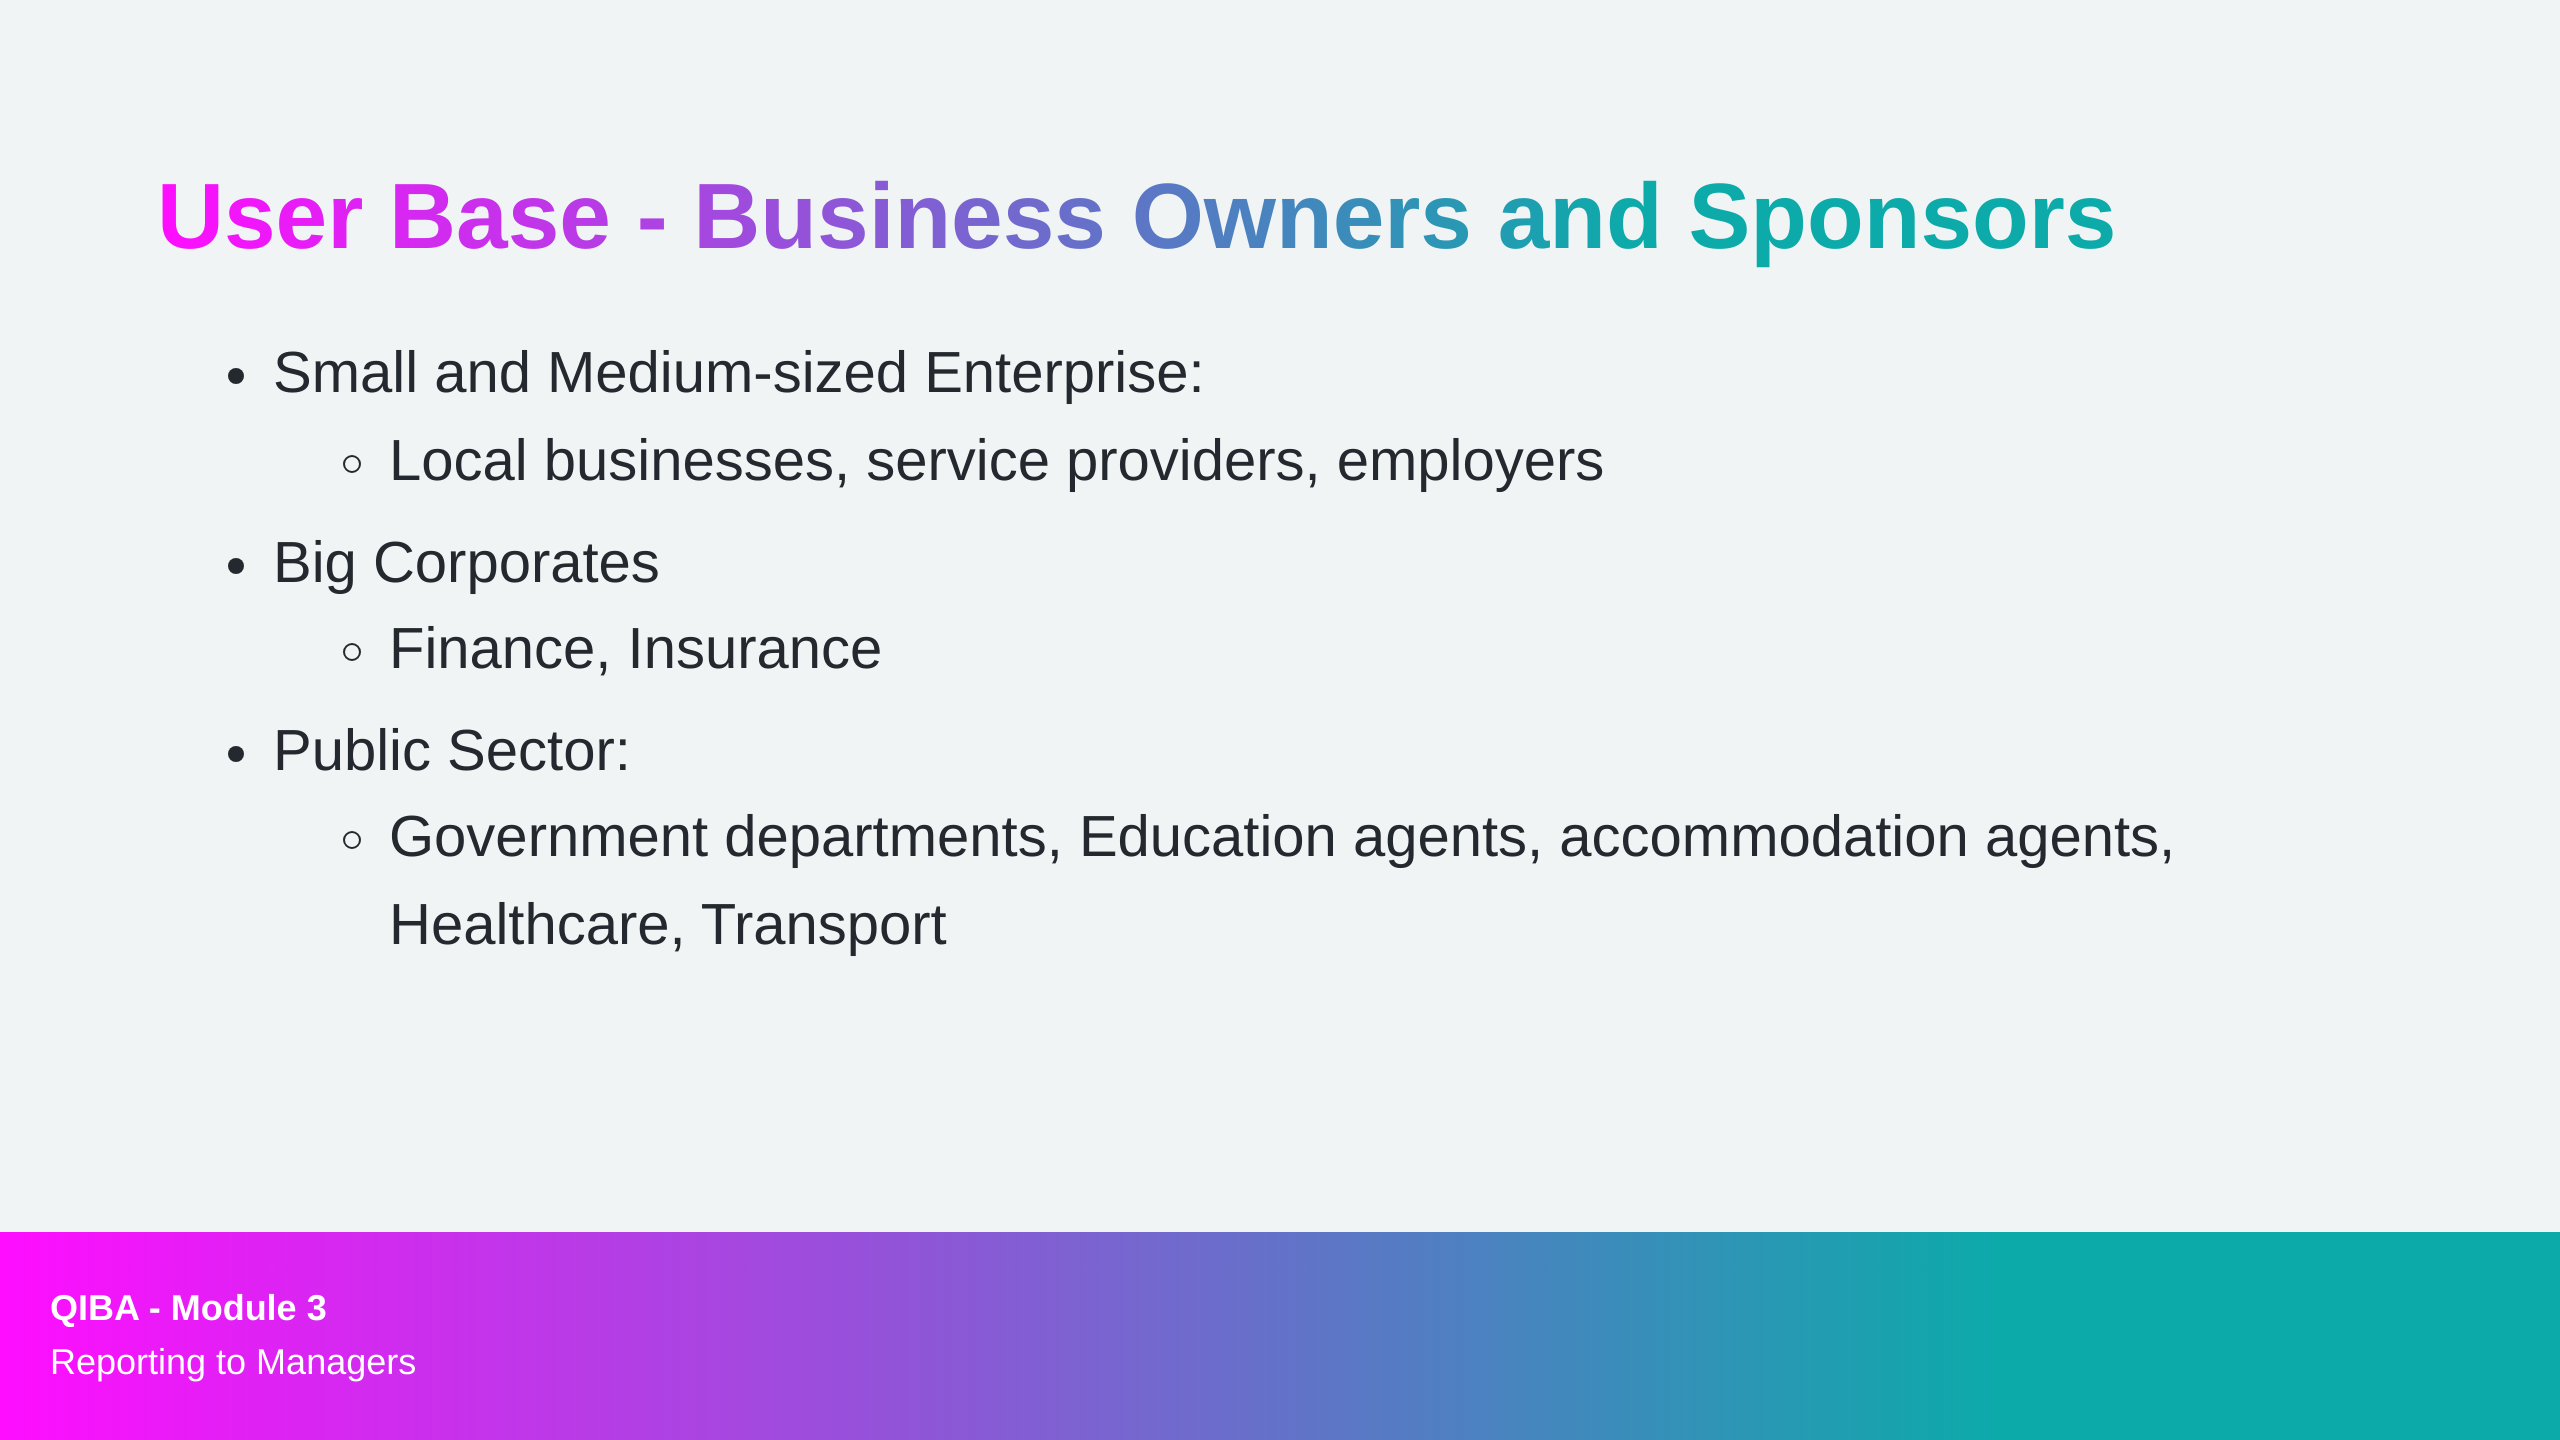 User Base - Business Owners and Sponsors
Small and Medium-sized Enterprise:
Local businesses, service providers, employers
Big Corporates
Finance, Insurance
Public Sector:
Government departments, Education agents, accommodation agents,
Healthcare, Transport
QIBA - Module 3
Reporting to Managers